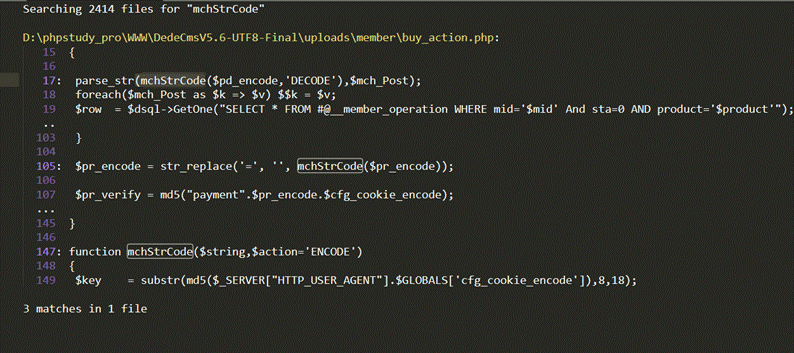 Searching 2414 files for "mchStrCode"
D:\phpstudy_pro\WWW\DedeCmsV5.6-UTF8-Final\uploads\member\buy_action.php:
15 {
16
17: parse_str(mchStrCode($pd_encode,'DECODE'),$mch_Post);
18 foreach($mch_Post as $k => $v) $$k = $v;
19 $row = $dsql->GetOne("SELECT * FROM #@__member_operation WHERE mid='$mid' And sta=0 AND product='$product'");
..
103 }
104
105: $pr_encode = str_replace('=', '', mchStrCode($pr_encode));
106
107 $pr_verify = md5("payment".$pr_encode.$cfg_cookie_encode);
...
145 }
146
147: function mchStrCode($string,$action='ENCODE')
148 {
149 $key = substr(md5($_SERVER["HTTP_USER_AGENT"].$GLOBALS['cfg_cookie_encode']),8,18);
3 matches in 1 file